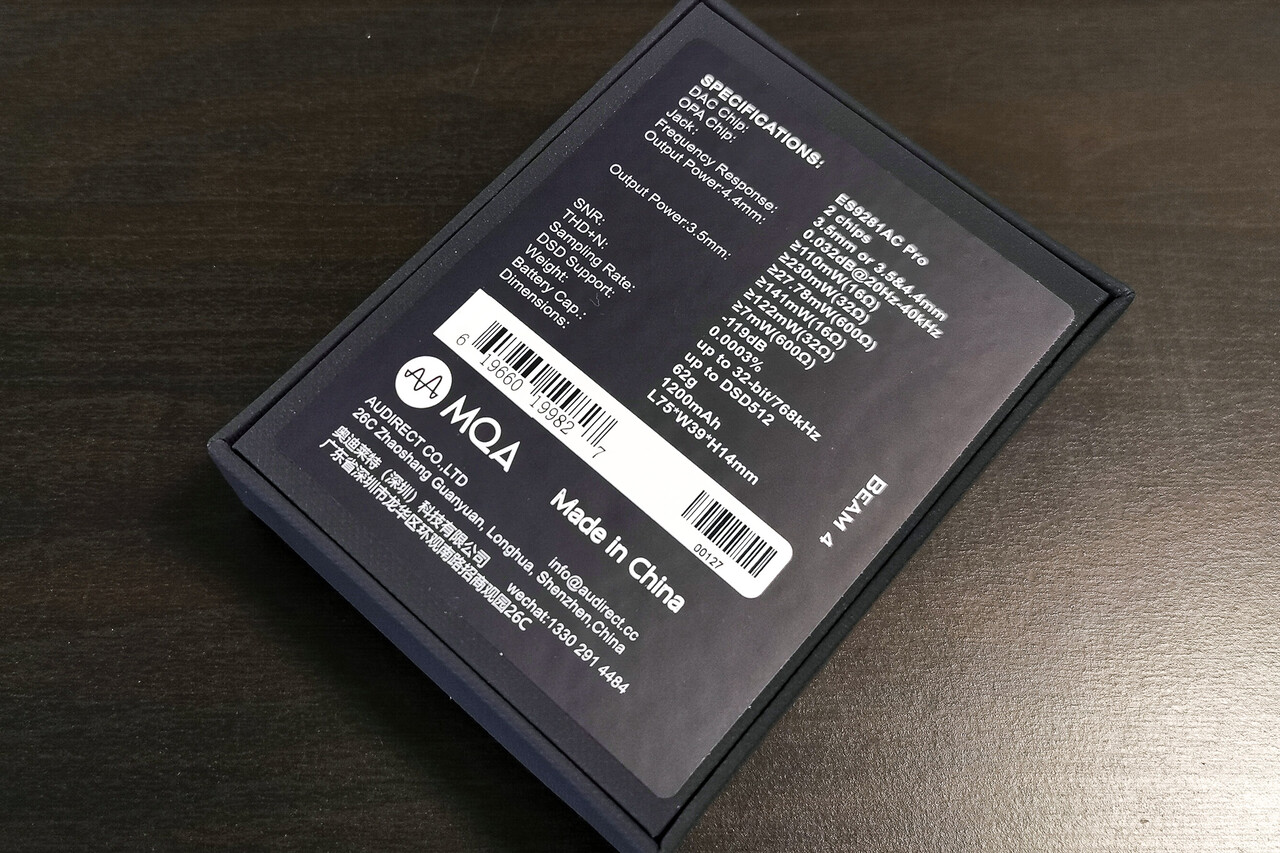 SPECIFICATIONS:
DAC Chip: ES9281AC Pro
OPA Chip: 2 chips
Jack: 3.5mm or 3.5&4.4mm
Frequency Response: 0.032dB@20Hz-40kHz
Output Power:4.4mm: ≥110mW(16Ω)
≥230mW(32Ω)
≥27.78mW(600Ω)
Output Power:3.5mm: ≥141mW(16Ω)
≥122mW(32Ω)
≥7mW(600Ω)
SNR: -119dB
THD+N: 0.0003%
Sampling Rate: up to 32-bit/768kHz
DSD Support: up to DSD512
Weight: 62g
Battery Cap.: 1200mAh
Dimensions: L75*W39*H14mm
BEAM 4
6 19660 19982 7
00127
MQA
Made in China
AUDIRECT CO.,LTD
info@audirect.cc
26C Zhaoshang Guanyuan, Longhua, Shenzhen,China
奥迪莱特（深圳）科技有限公司
wechat:1330 291 4484
广东省深圳市龙华区环观南路招商观园26C